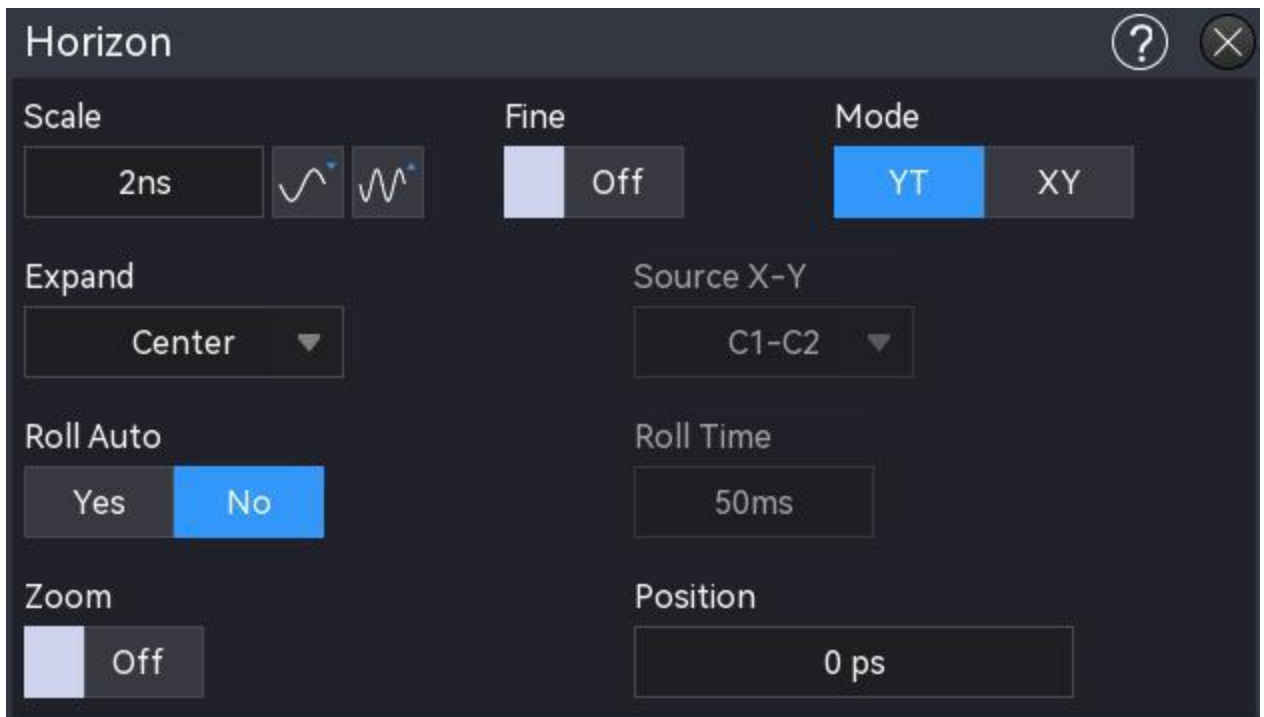 Horizon ?
Scale Fine Mode
2ns Off YT XY
Expand Source X-Y
Center C1-C2
Roll Auto Roll Time
Yes No 50ms
Zoom Position
Off 0 ps